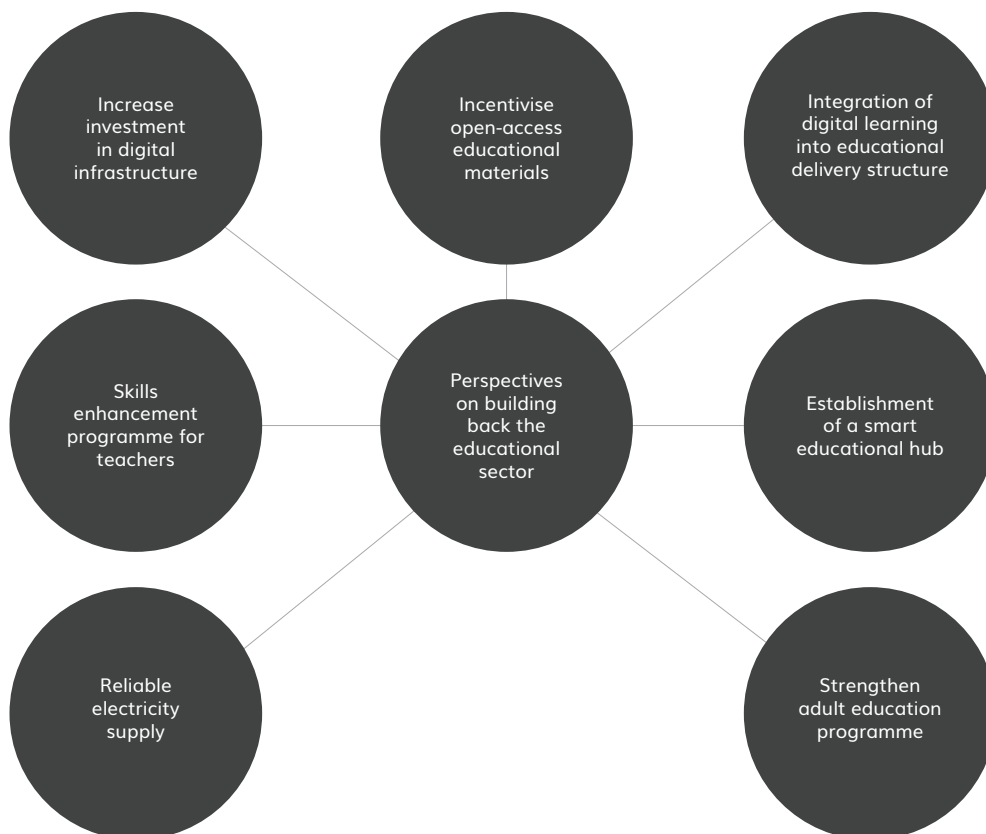 Increase
investment
in digital
infrastructure
Incentivise
open-access
educational
materials
Integration of
digital learning
into educational
delivery structure
Skills
enhancement
programme for
teachers
Perspectives
on building
back the
educational
sector
Establishment
of a smart
educational hub
Reliable
electricity
supply
Strengthen
adult education
programme